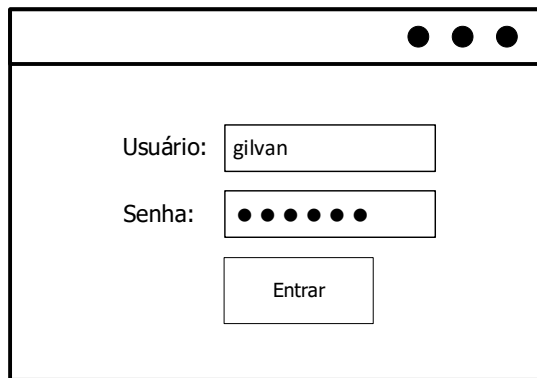 Usuário: gilvan
Senha: ●●●●●●
Entrar